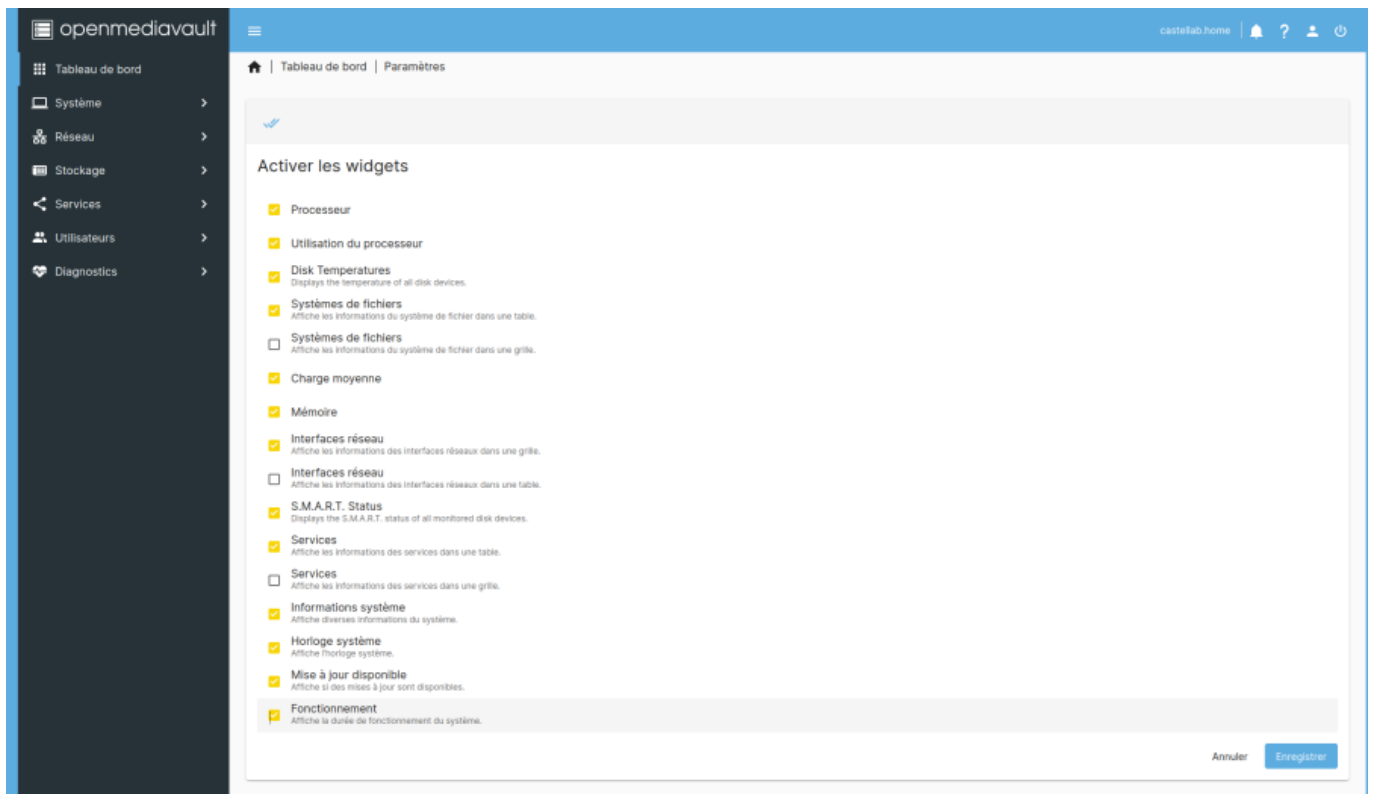 openmediavault
castellab.home
Tableau de bord
Système
Réseau
Stockage
Services
Utilisateurs
Diagnostics
Tableau de bord | Paramètres
Activer les widgets
Processeur
Utilisation du processeur
Disk Temperatures
Displays the temperature of all disk devices.
Systèmes de fichiers
Affiche les informations du système de fichier dans une table.
Systèmes de fichiers
Affiche les informations du système de fichier dans une grille.
Charge moyenne
Mémoire
Interfaces réseau
Affiche les informations des interfaces réseaux dans une grille.
Interfaces réseau
Affiche les informations des interfaces réseaux dans une table.
S.M.A.R.T. Status
Displays the S.M.A.R.T. status of all monitored disk devices.
Services
Affiche les informations des services dans une table.
Services
Affiche les informations des services dans une grille.
Informations système
Affiche diverses informations du système.
Horloge système
Affiche l'horloge système.
Mise à jour disponible
Affiche si des mises à jour sont disponibles.
Fonctionnement
Affiche la durée de fonctionnement du système.
Annuler
Enregistrer